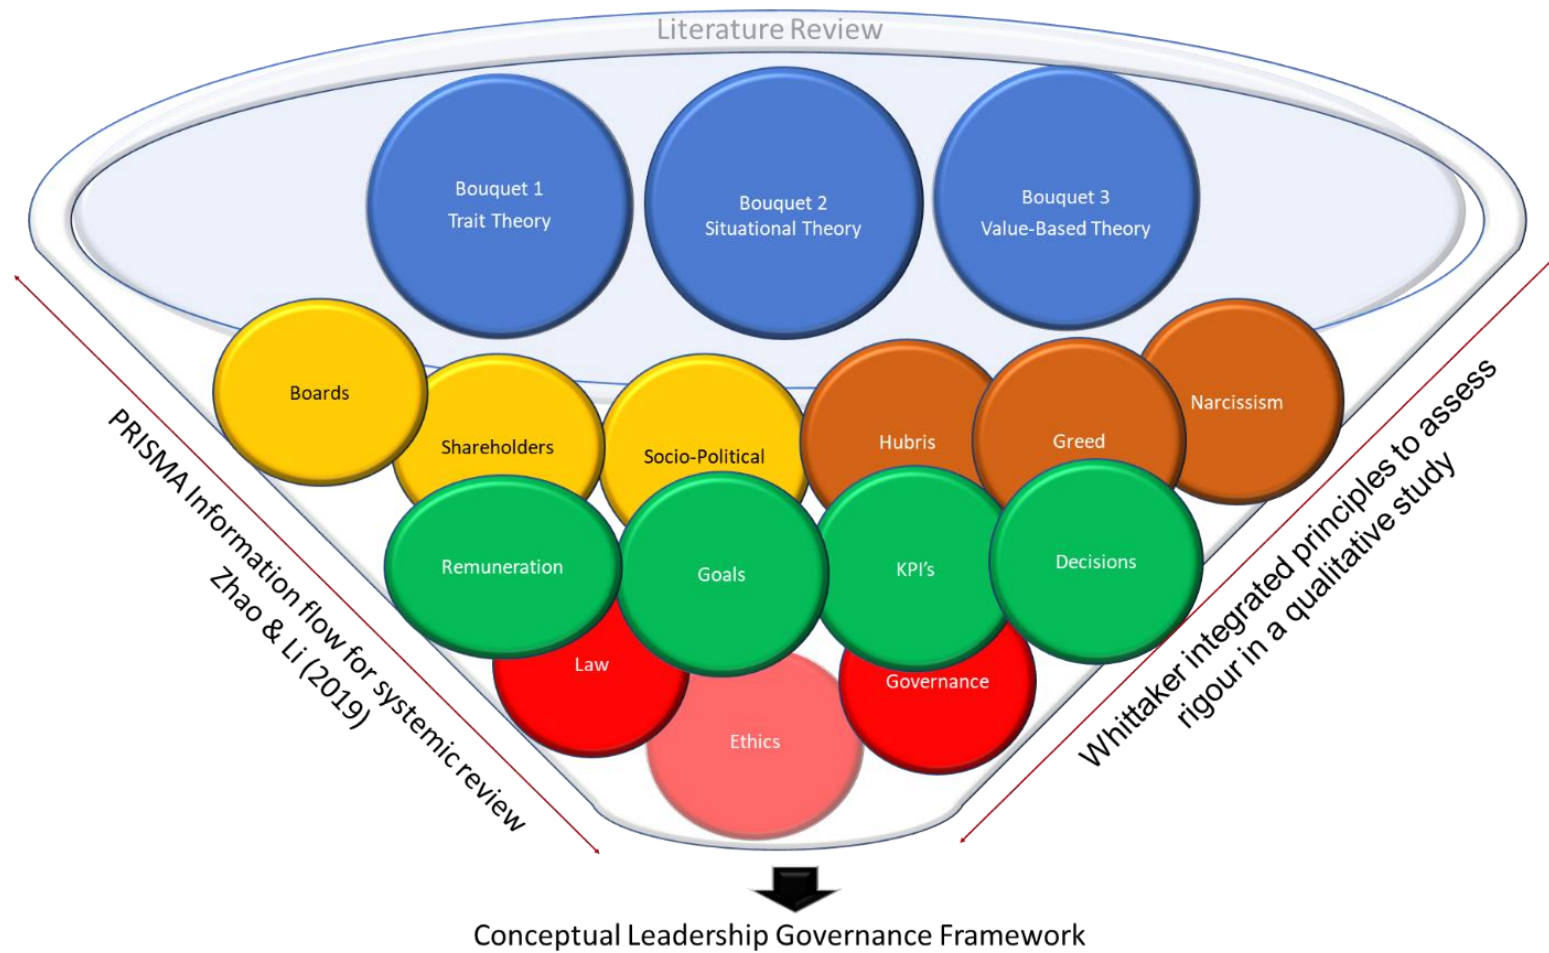 Literature Review
Bouquet 1
Trait Theory
Bouquet 2
Situational Theory
Bouquet 3
Value-Based Theory
Boards
Shareholders
Socio-Political
Hubris
Greed
Narcissism
Remuneration
Goals
KPI's
Decisions
Law
Ethics
Governance
PRISMA Information flow for systemic review
Zhao & Li (2019)
Whittaker integrated principles to assess
rigour in a qualitative study
Conceptual Leadership Governance Framework